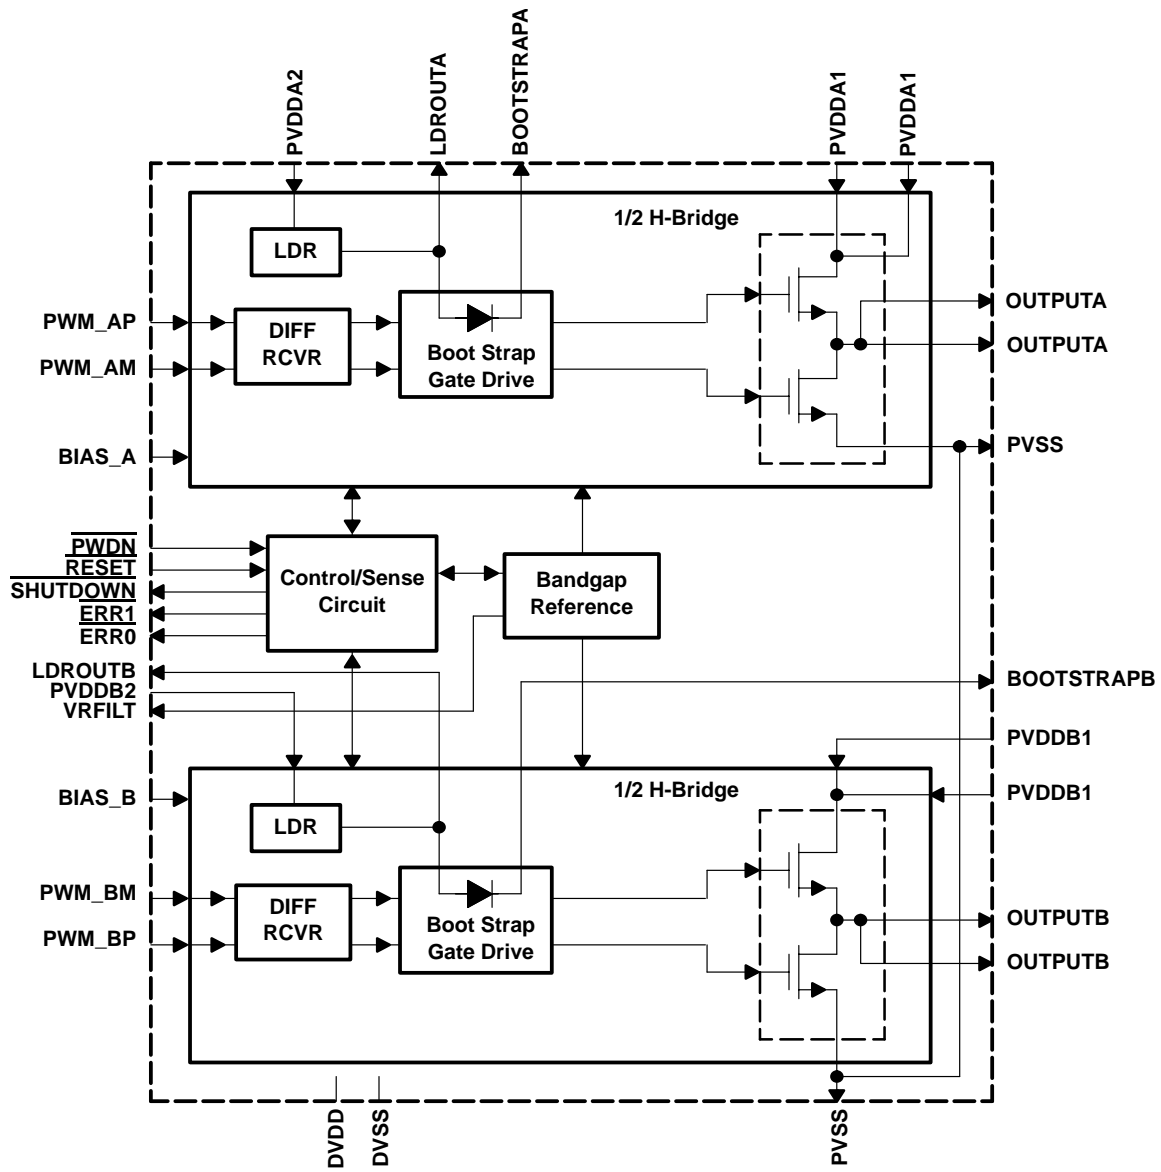 PVDDA2
LDROUTA
BOOTSTRAPA
PVDDA1
PVDDA1
1/2 H-Bridge
LDR
PWM_AP
PWM_AM
DIFF
RCVR
Boot Strap
Gate Drive
OUTPUTA
OUTPUTA
BIAS_A
PVSS
PWDN
RESET
SHUTDOWN
ERR1
ERR0
Control/Sense
Circuit
Bandgap
Reference
LDROUTB
PVDDB2
VRFILT
BOOTSTRAPB
PVDDB1
PVDDB1
BIAS_B
1/2 H-Bridge
LDR
PWM_BM
PWM_BP
DIFF
RCVR
Boot Strap
Gate Drive
OUTPUTB
OUTPUTB
DVDD
DVSS
PVSS